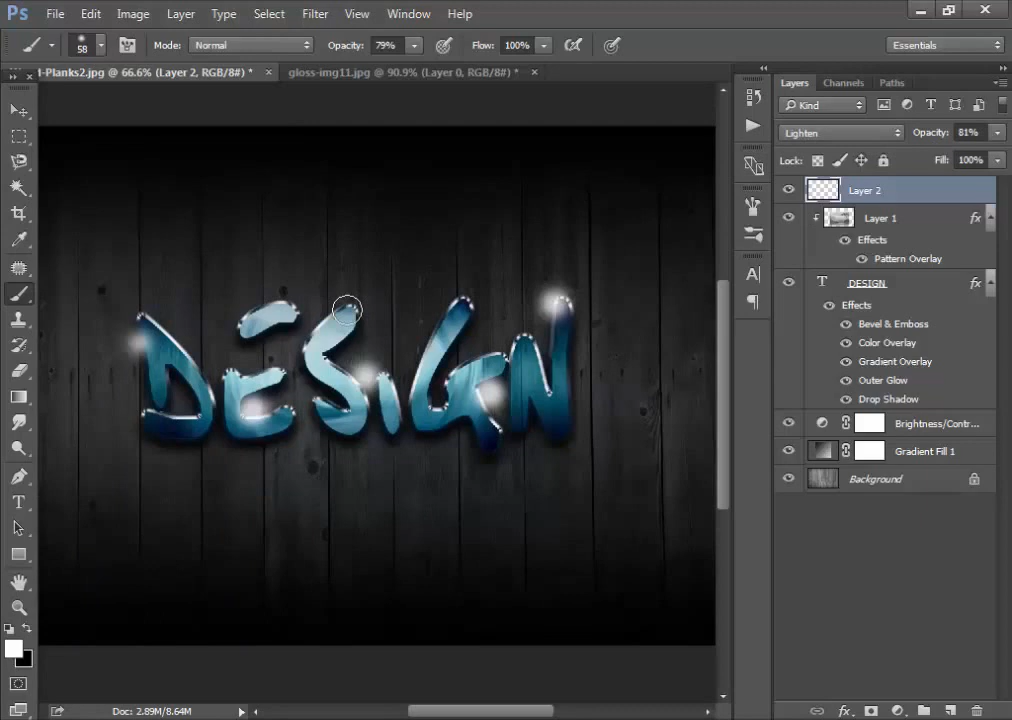 Ps File Edit Image Layer Type Select Filter View Window Help
58 Mode: Normal Opacity: 79% Flow: 100% Essentials
-Planks2.jpg @ 66.6% (Layer 2, RGB/8#) * × gloss-img11.jpg @ 90.9% (Layer 0, RGB/8#) * ×
Layers Channels Paths
Kind
Lighten Opacity: 81%
Lock: Fill: 100%
Layer 2
Layer 1 fx
Effects
Pattern Overlay
T DESIGN fx
Effects
Bevel & Emboss
Color Overlay
Gradient Overlay
Outer Glow
Drop Shadow
Brightness/Contr...
Gradient Fill 1
Background
DESIGN
Doc: 2.89M/8.64M